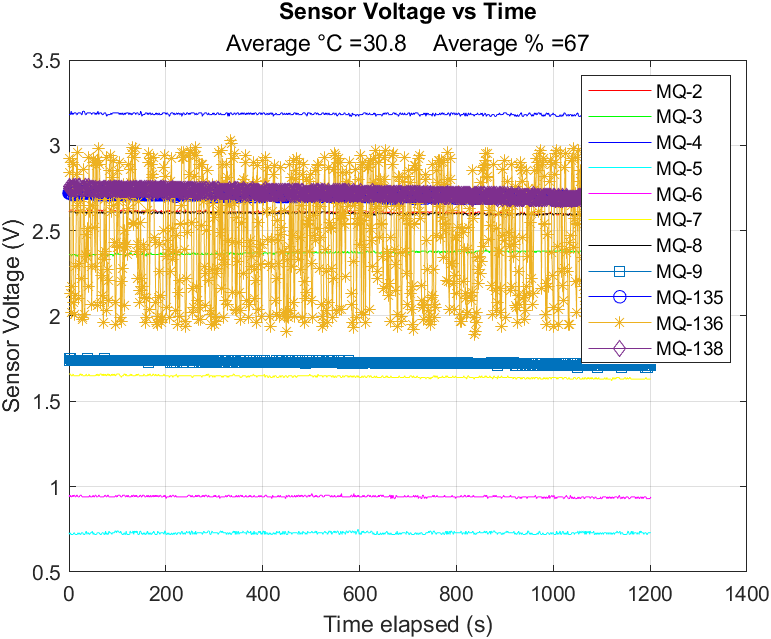 Sensor Voltage vs Time
Average °C =30.8 Average % =67
3.5
3
2.5
2
1.5
1
0.5
Sensor Voltage (V)
MQ-2
MQ-3
MQ-4
MQ-5
MQ-6
MQ-7
MQ-8
MQ-9
MQ-135
MQ-136
MQ-138
0 200 400 600 800 1000 1200 1400
Time elapsed (s)